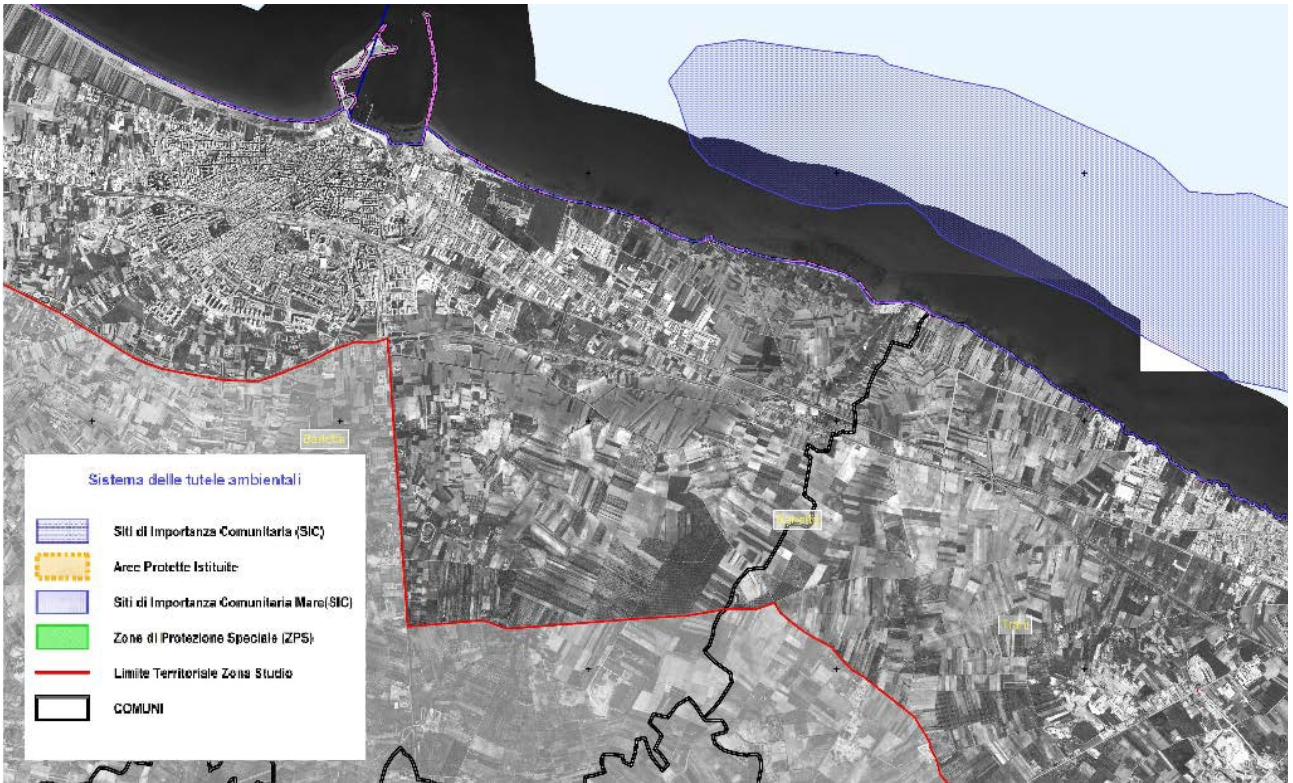 Barletta
Barletta
Trani
Sistema delle tutele ambientali
Siti di Importanza Comunitaria (SIC)
Aree Protette Istituite
Siti di Importanza Comunitaria Mare(SIC)
Zone di Protezione Speciale (ZPS)
Limite Territoriale Zona Studio
COMUNI